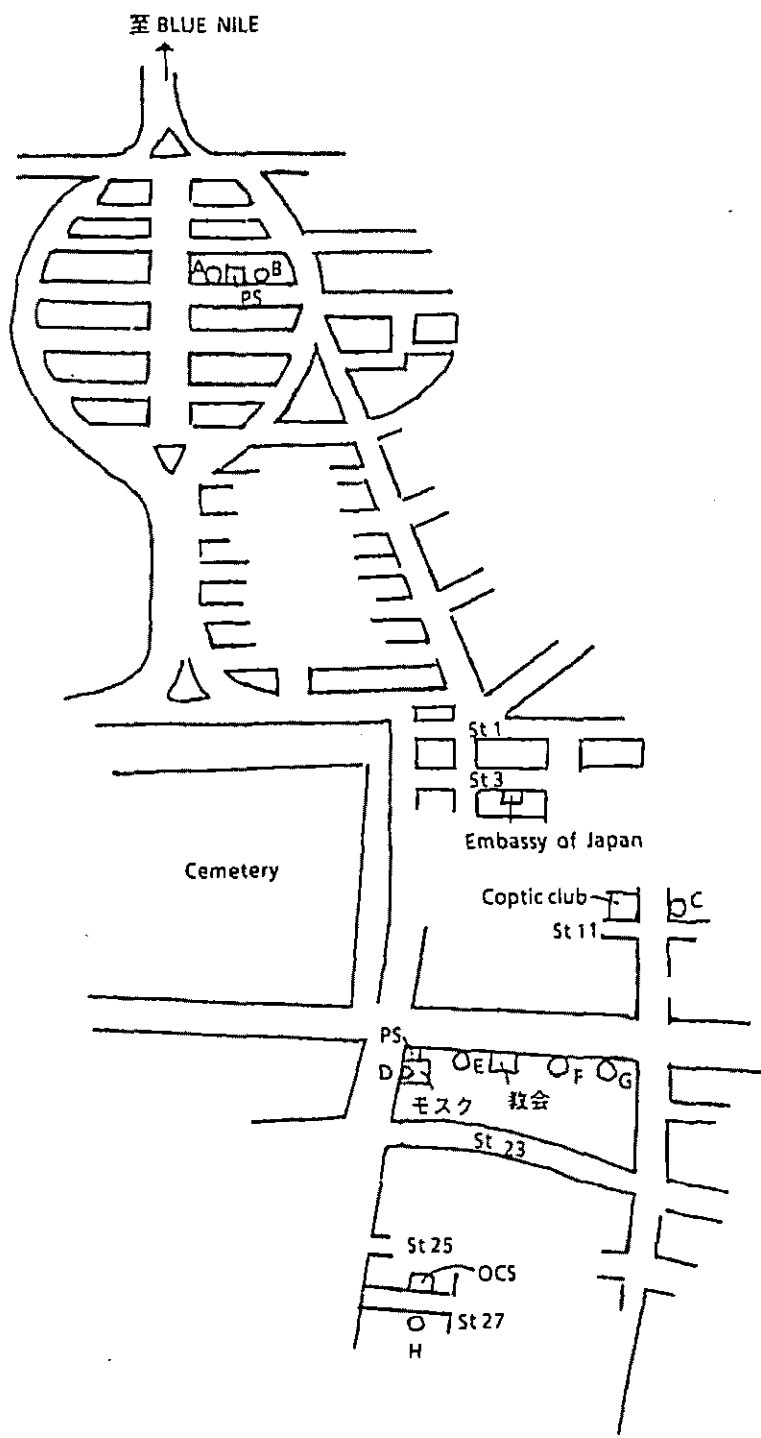 至 BLUE NILE
A
B
PS
St 1
St 3
Embassy of Japan
Cemetery
Coptic club
C
St 11
PS
D
E
F
G
モスク
教会
St 23
St 25
OCS
St 27
H